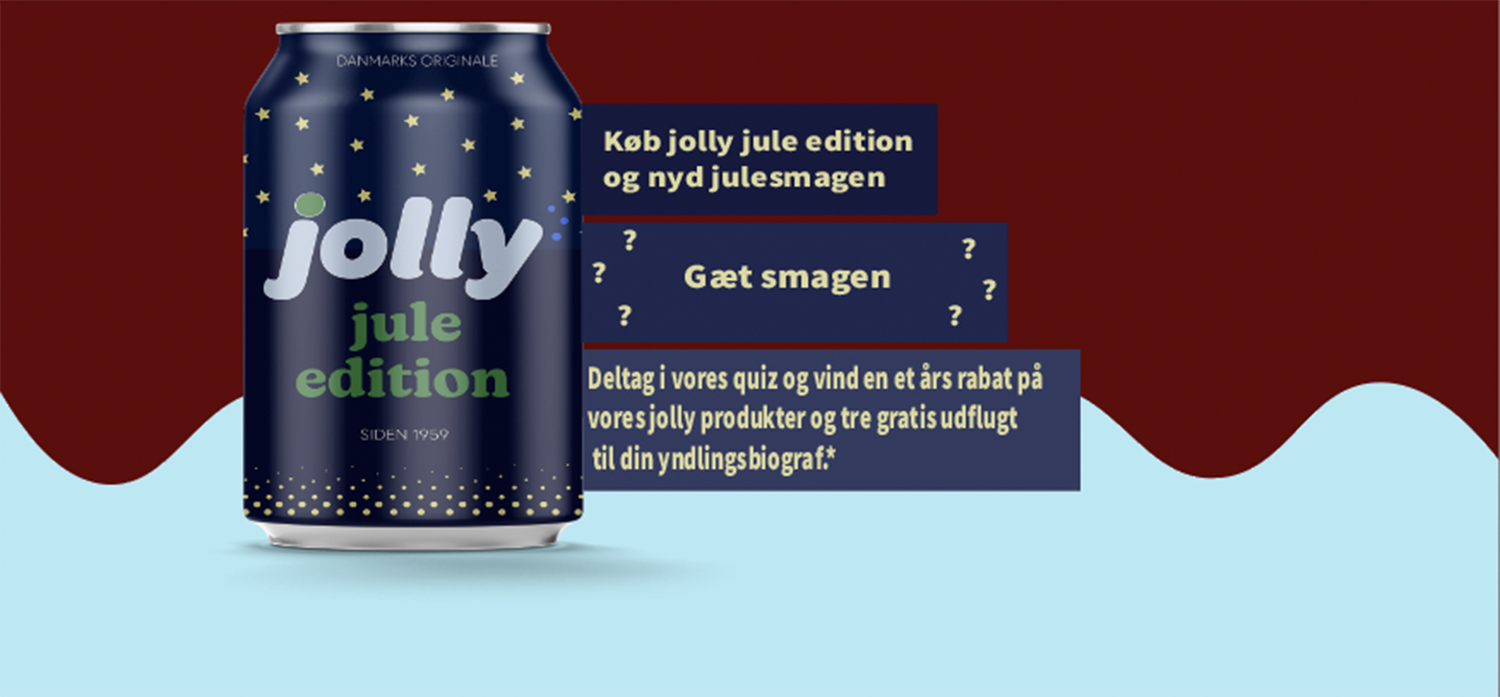 DANMARKS ORIGINALE
jolly
jule
edition
SIDEN 1959
Køb jolly jule edition
og nyd julesmagen
? ?
? Gæt smagen ?
? ?
Deltag i vores quiz og vind en et års rabat på
vores jolly produkter og tre gratis udflugt
til din yndlingsbiograf.*